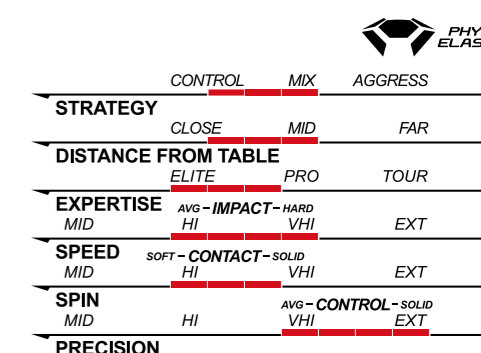 PHY
ELAS
CONTROL MIX AGGRESS
STRATEGY
CLOSE MID FAR
DISTANCE FROM TABLE
ELITE PRO TOUR
EXPERTISE AVG – IMPACT – HARD
MID HI VHI EXT
SPEED SOFT – CONTACT – SOLID
MID HI VHI EXT
SPIN AVG – CONTROL – SOLID
MID HI VHI EXT
PRECISION